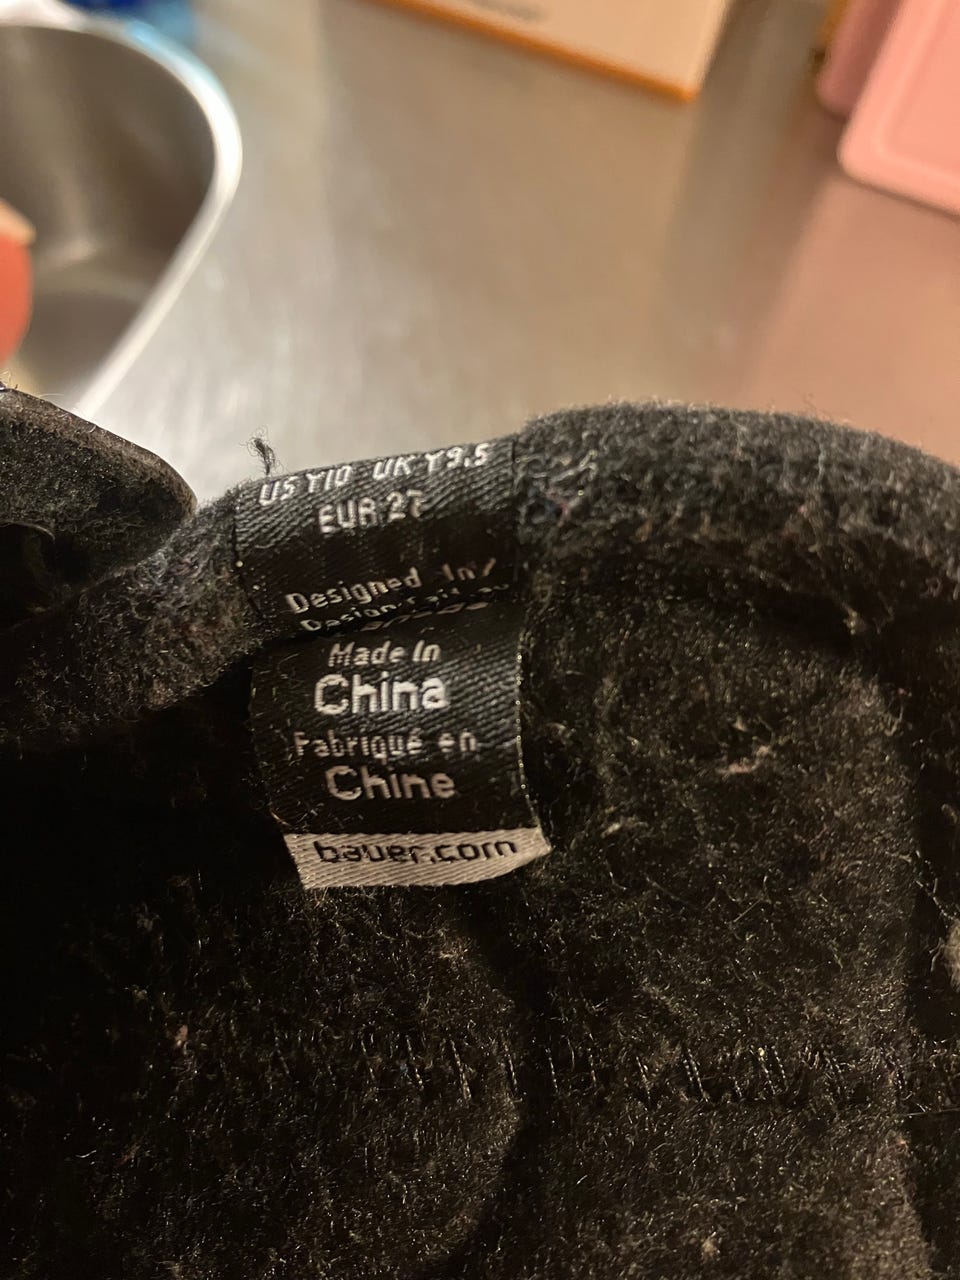 US Y10 UK Y9.5
EUR 27
Designed In/
Made In
China
Fabriqué en
Chine
bauer.com